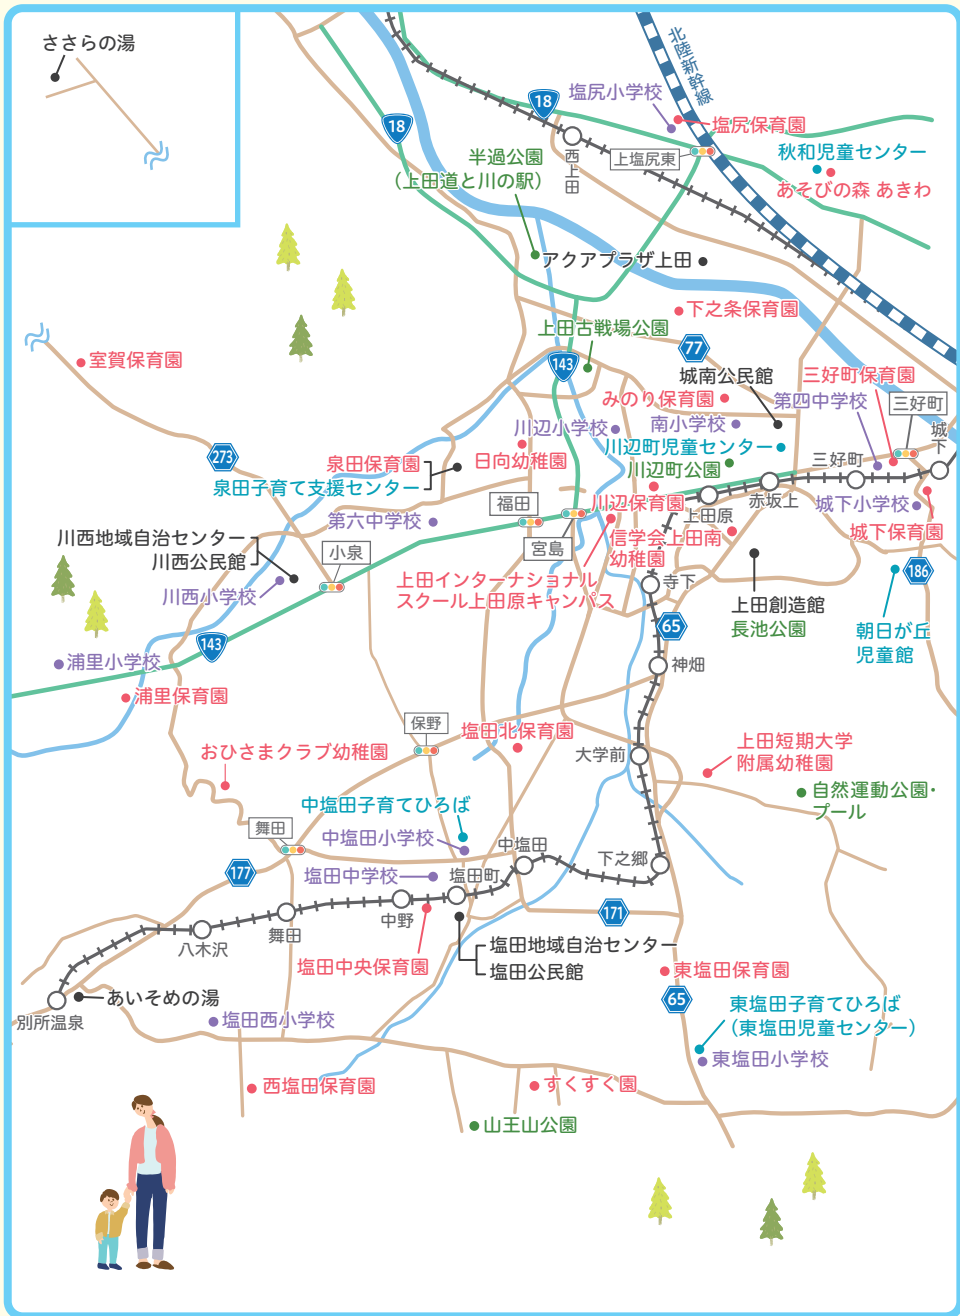 ささらの湯
北陸新幹線
18
18
塩尻小学校
塩尻保育園
西上田
上塩尻東
秋和児童センター
あそびの森 あきわ
半過公園
（上田道と川の駅）
アクアプラザ上田
下之条保育園
上田古戦場公園
77
143
室賀保育園
城南公民館
三好町保育園
みのり保育園
第四中学校
三好町
城下
川辺小学校
南小学校
川辺町児童センター
川辺町公園
三好町
273
泉田保育園
泉田子育て支援センター
日向幼稚園
福田
川辺保育園
上田原
赤坂上
城下小学校
城下保育園
第六中学校
宮島
信学会上田南
幼稚園
川西地域自治センター
川西公民館
小泉
川西小学校
上田インターナショナル
スクール上田原キャンパス
寺下
上田創造館
長池公園
186
朝日が丘
児童館
65
143
浦里小学校
浦里保育園
神畑
保野
塩田北保育園
おひさまクラブ幼稚園
大学前
上田短期大学
附属幼稚園
自然運動公園・
プール
中塩田子育てひろば
舞田
中塩田小学校
中塩田
下之郷
177
塩田中学校
塩田町
中野
171
舞田
八木沢
塩田地域自治センター
塩田公民館
塩田中央保育園
東塩田保育園
あいそめの湯
65
別所温泉
塩田西小学校
東塩田子育てひろば
（東塩田児童センター）
東塩田小学校
西塩田保育園
すくすく園
山王山公園